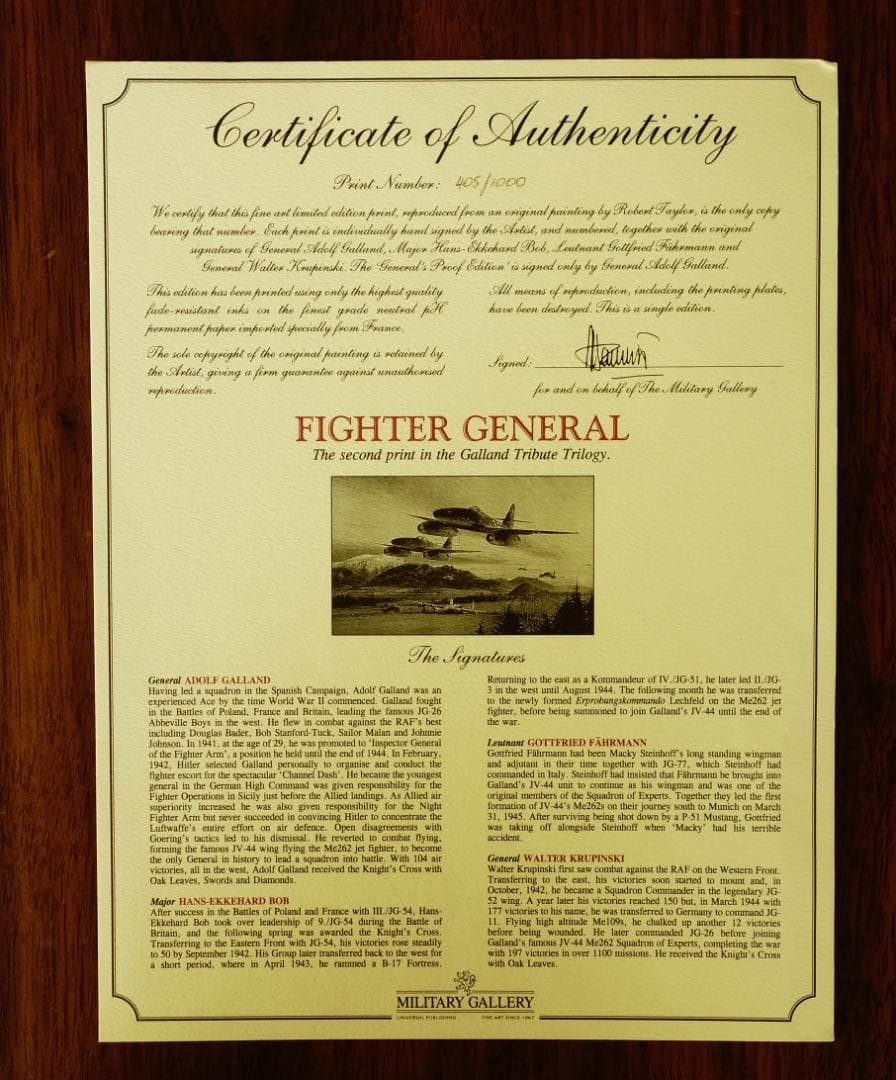 Certificate of Authenticity
Print Number: 405/1000
We certify that this fine art limited edition print, reproduced from an original painting by Robert Taylor, is the only copy
bearing that number. Each print is individually hand signed by the Artist, and numbered, together with the original
signatures of General Adolf Galland, Major Hans-Ekkehard Bob, Leutnant Gottfried Fährmann and
General Walter Krupinski. The 'General's Proof Edition' is signed only by General Adolf Galland.
This edition has been printed using only the highest quality
fade-resistant inks on the finest grade neutral pH
permanent paper imported specially from France.
The sole copyright of the original painting is retained by
the Artist, giving a firm guarantee against unauthorised
reproduction.
All means of reproduction, including the printing plates,
have been destroyed. This is a single edition.
Signed:
for and on behalf of The Military Gallery
FIGHTER GENERAL
The second print in the Galland Tribute Trilogy.
The Signatures
General ADOLF GALLAND
Having led a squadron in the Spanish Campaign, Adolf Galland was an
experienced Ace by the time World War II commenced. Galland fought
in the Battles of Poland, France and Britain, leading the famous JG-26
Abbeville Boys in the west. He flew in combat against the RAF's best
including Douglas Bader, Bob Stanford-Tuck, Sailor Malan and Johnnie
Johnson. In 1941, at the age of 29, he was promoted to 'Inspector General
of the Fighter Arm', a position he held until the end of 1944. In February,
1942, Hitler selected Galland personally to organise and conduct the
fighter escort for the spectacular 'Channel Dash'. He became the youngest
general in the German High Command was given responsibility for the
Fighter Operations in Sicily just before the Allied landings. As Allied air
superiority increased he was also given responsibility for the Night
Fighter Arm but never succeeded in convincing Hitler to concentrate the
Luftwaffe's entire effort on air defence. Open disagreements with
Goering's tactics led to his dismissal. He reverted to combat flying,
forming the famous JV-44 wing flying the Me262 jet fighter, to become
the only General in history to lead a squadron into battle. With 104 air
victories, all in the west, Adolf Galland received the Knight's Cross with
Oak Leaves, Swords and Diamonds.
Major HANS-EKKEHARD BOB
After success in the Battles of Poland and France with III./JG-54, Hans-
Ekkehard Bob took over leadership of 9./JG-54 during the Battle of
Britain, and the following spring was awarded the Knight's Cross.
Transferring to the Eastern Front with JG-54, his victories rose steadily
to 50 by September 1942. His Group later transferred back to the west for
a short period, where in April 1943, he rammed a B-17 Fortress.
Returning to the east as a Kommandeur of IV./JG-51, he later led II./JG-
3 in the west until August 1944. The following month he was transferred
to the newly formed Erprobungskommando Lechfeld on the Me262 jet
fighter, before being summoned to join Galland's JV-44 until the end of
the war.
Leutnant GOTTFRIED FÄHRMANN
Gottfried Fährmann had been Macky Steinhoff's long standing wingman
and adjutant in their time together with JG-77, which Steinhoff had
commanded in Italy. Steinhoff had insisted that Fährmann be brought into
Galland's JV-44 unit to continue as his wingman and was one of the
original members of the Squadron of Experts. Together they led the first
formation of JV-44's Me262s on their journey south to Munich on March
31, 1945. After surviving being shot down by a P-51 Mustang, Gottfried
was taking off alongside Steinhoff when 'Macky' had his terrible
accident.
General WALTER KRUPINSKI
Walter Krupinski first saw combat against the RAF on the Western Front.
Transferring to the east, his victories soon started to mount and, in
October, 1942, he became a Squadron Commander in the legendary JG-
52 wing. A year later his victories reached 150 but, in March 1944 with
177 victories to his name, he was transferred to Germany to command JG-
11. Flying high altitude Me109s, he chalked up another 12 victories
before being wounded. He later commanded JG-26 before joining
Galland's famous JV-44 Me262 Squadron of Experts, completing the war
with 197 victories in over 1100 missions. He received the Knight's Cross
with Oak Leaves.
MILITARY GALLERY
UNIVERSAL PUBLISHING FINE ART SINCE 1967